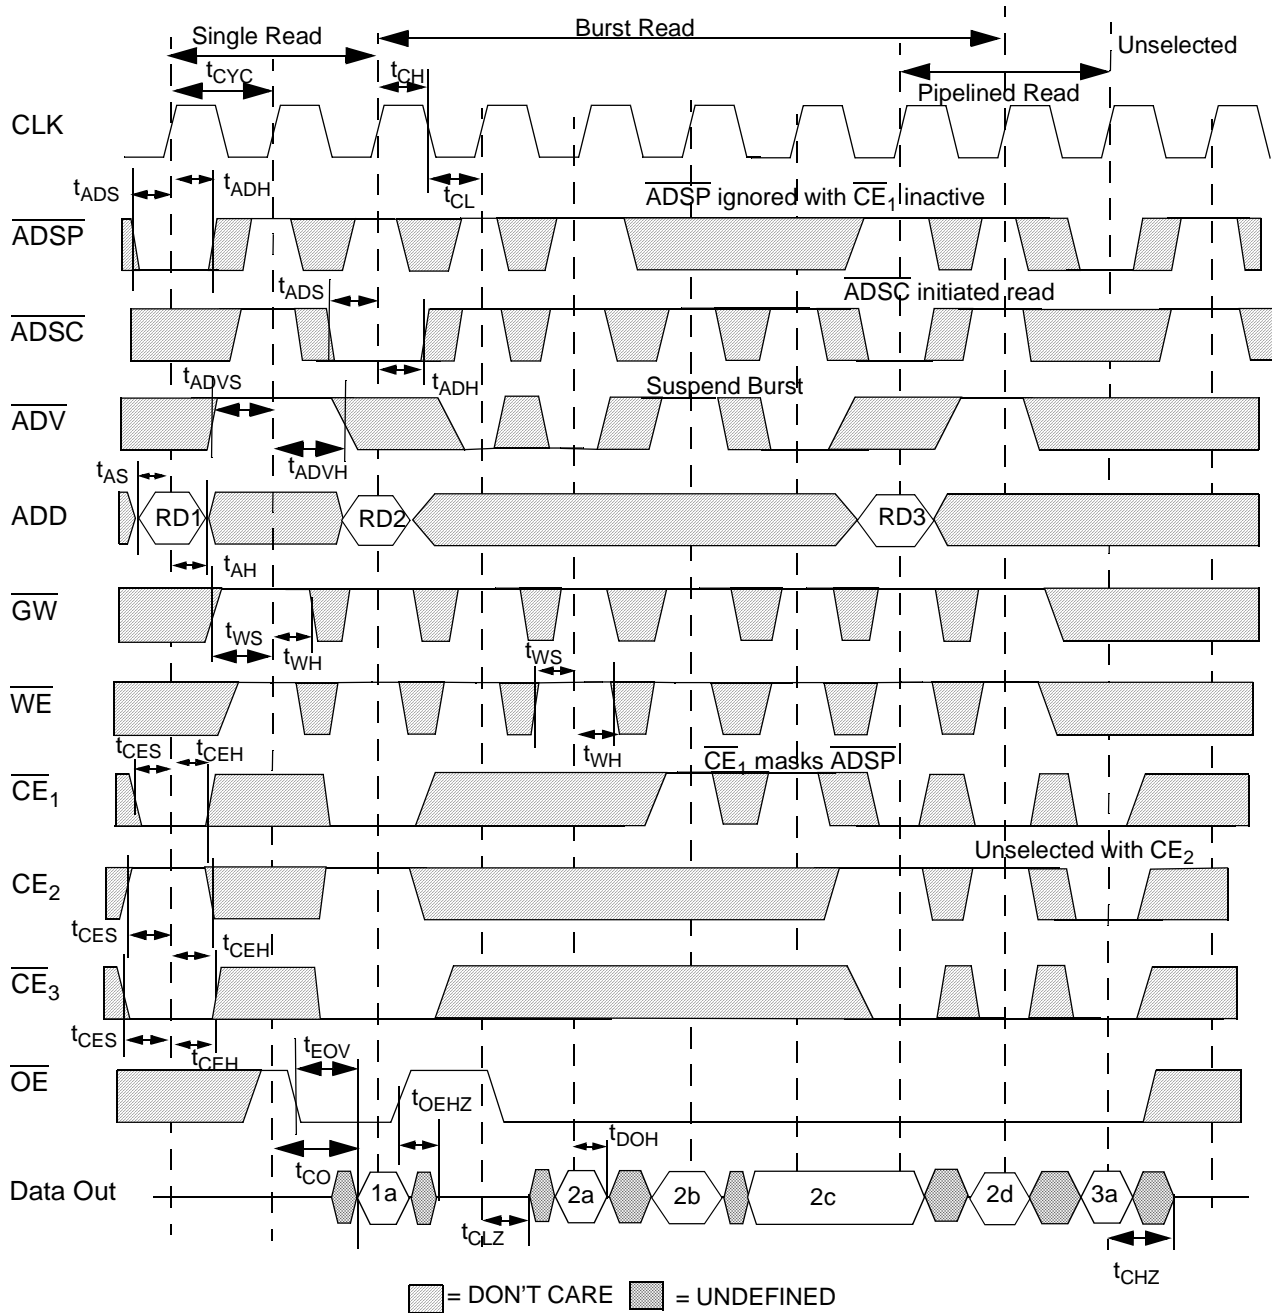 Burst Read
Single Read
Unselected
tCYC
tCH
Pipelined Read
CLK
tADS
tADH
tCL
ADSP ignored with CE1 inactive
ADSP
tADS
ADSC initiated read
ADSC
tADVS
tADH
Suspend Burst
ADV
tAS
tADVH
ADD
RD1
RD2
RD3
tAH
GW
tWS
tWH
tWS
WE
tCES
tCEH
tWH
CE1 masks ADSP
CE1
Unselected with CE2
CE2
tCES
tCEH
CE3
tCES
tCEH
tEOV
OE
tOEHZ
tDOH
tCO
Data Out
1a
2a
2b
2c
2d
3a
tCLZ
tCHZ
= DON'T CARE
= UNDEFINED